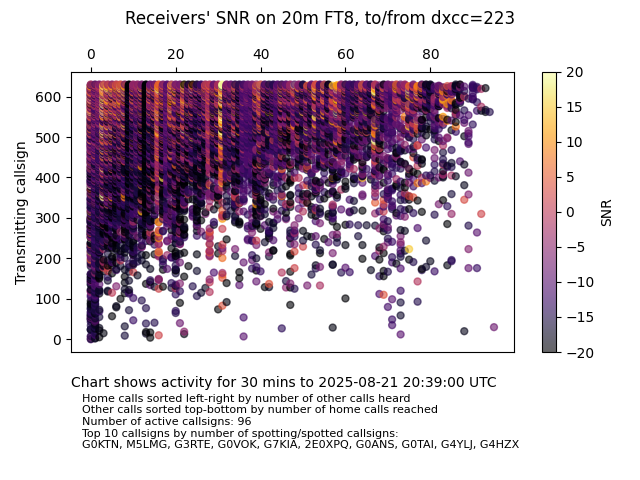 Receivers' SNR on 20m FT8, to/from dxcc=223
0 20 40 60 80
600
500
400
300
200
100
0
Transmitting callsign
20
15
10
5
0
−5
−10
−15
−20
SNR
Chart shows activity for 30 mins to 2025-08-21 20:39:00 UTC
Home calls sorted left-right by number of other calls heard
Other calls sorted top-bottom by number of home calls reached
Number of active callsigns: 96
Top 10 callsigns by number of spotting/spotted callsigns:
G0KTN, M5LMG, G3RTE, G0VOK, G7KIA, 2E0XPQ, G0ANS, G0TAI, G4YLJ, G4HZX